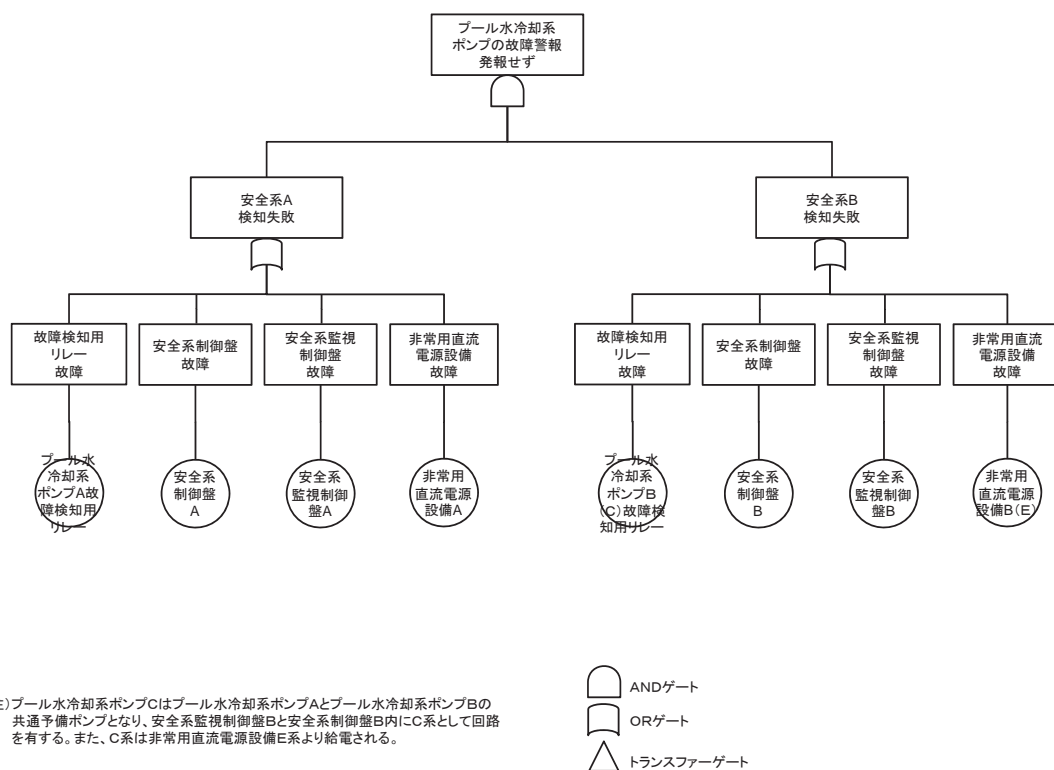 プール水冷却系
ポンプの故障警報
発報せず
安全系A
検知失敗
安全系B
検知失敗
故障検知用
リレー
故障
安全系制御盤
故障
安全系監視
制御盤
故障
非常用直流
電源設備
故障
故障検知用
リレー
故障
安全系制御盤
故障
安全系監視
制御盤
故障
非常用直流
電源設備
故障
プール水
冷却系
ポンプA故
障検知用
リレー
安全系
制御盤
A
安全系
監視制御
盤A
非常用
直流電源
設備A
プール水
冷却系
ポンプB
(C)故障検
知用リレー
安全系
制御盤
B
安全系
監視制御
盤B
非常用
直流電源
設備B(E)
)プール水冷却系ポンプCはプール水冷却系ポンプAとプール水冷却系ポンプBの
共通予備ポンプとなり、安全系監視制御盤Bと安全系制御盤B内にC系として回路
を有する。また、C系は非常用直流電源設備E系より給電される。
ANDゲート
ORゲート
トランスファーゲート